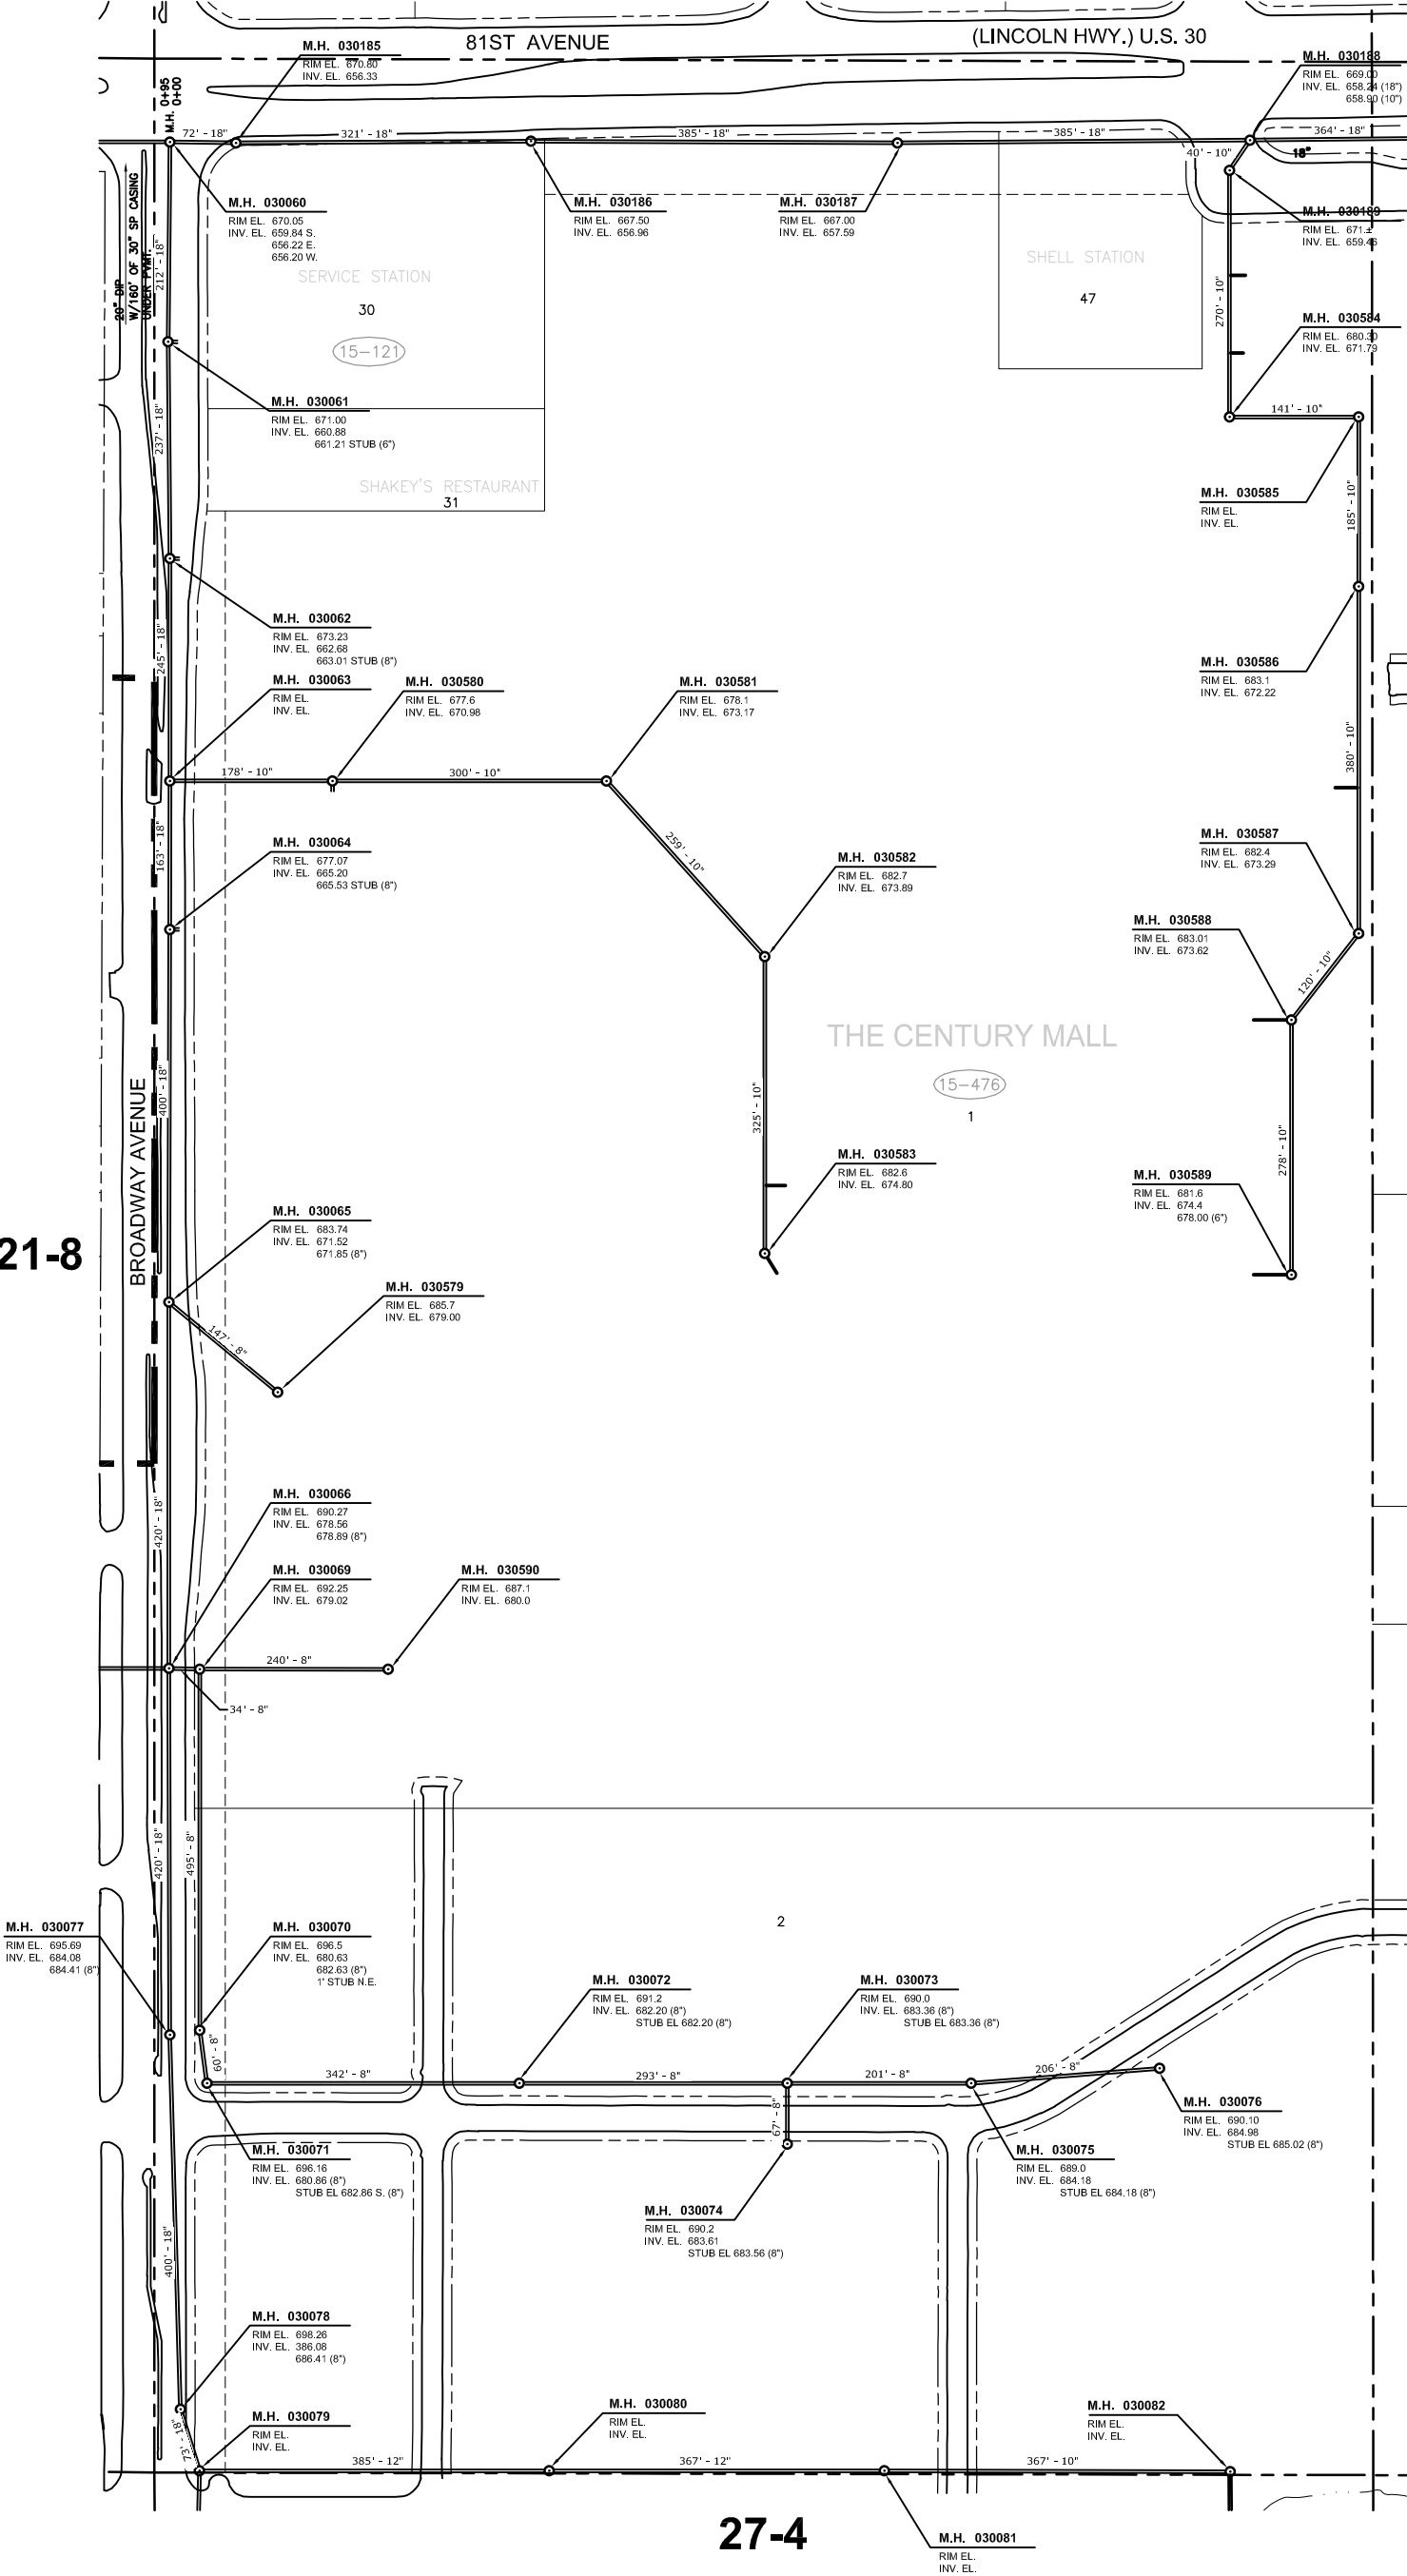 81ST AVENUE
(LINCOLN HWY.) U.S. 30
M.H. 030185
RIM EL. 670.80
INV. EL. 656.33
M.H. 030188
RIM EL. 669.00
INV. EL. 658.24 (18")
658.90 (10")
M.H. 0+95
0+00
72' - 18"
321' - 18"
385' - 18"
385' - 18"
364' - 18"
40' - 10"
18"
20" DIP
W/160' OF 30" SP CASING
UNDER PVMT.
212' - 18"
M.H. 030060
RIM EL. 670.05
INV. EL. 659.84 S.
656.22 E.
656.20 W.
M.H. 030186
RIM EL. 667.50
INV. EL. 656.96
M.H. 030187
RIM EL. 667.00
INV. EL. 657.59
M.H. 030189
RIM EL. 671.±
INV. EL. 659.46
SERVICE STATION
30
15-121
SHELL STATION
47
270' - 10"
M.H. 030584
RIM EL. 680.30
INV. EL. 671.79
141' - 10"
M.H. 030061
RIM EL. 671.00
INV. EL. 660.88
661.21 STUB (6")
237' - 18"
SHAKEY'S RESTAURANT
31
M.H. 030585
RIM EL.
INV. EL.
185' - 10"
M.H. 030062
RIM EL. 673.23
INV. EL. 662.68
663.01 STUB (8")
245' - 18"
M.H. 030063
RIM EL.
INV. EL.
M.H. 030580
RIM EL. 677.6
INV. EL. 670.98
M.H. 030581
RIM EL. 678.1
INV. EL. 673.17
M.H. 030586
RIM EL. 683.1
INV. EL. 672.22
380' - 10"
178' - 10"
300' - 10"
M.H. 030064
RIM EL. 677.07
INV. EL. 665.20
665.53 STUB (8")
163' - 18"
259' - 10"
M.H. 030582
RIM EL. 682.7
INV. EL. 673.89
M.H. 030587
RIM EL. 682.4
INV. EL. 673.29
M.H. 030588
RIM EL. 683.01
INV. EL. 673.62
120' - 10"
THE CENTURY MALL
15-476
1
400' - 18"
BROADWAY AVENUE
325' - 10"
278' - 10"
M.H. 030583
RIM EL. 682.6
INV. EL. 674.80
M.H. 030589
RIM EL. 681.6
INV. EL. 674.4
678.00 (6")
M.H. 030065
RIM EL. 683.74
INV. EL. 671.52
671.85 (8")
21-8
M.H. 030579
RIM EL. 685.7
INV. EL. 679.00
147' - 8"
M.H. 030066
RIM EL. 690.27
INV. EL. 678.56
678.89 (8")
420' - 18"
M.H. 030069
RIM EL. 692.25
INV. EL. 679.02
M.H. 030590
RIM EL. 687.1
INV. EL. 680.0
240' - 8"
34' - 8"
420' - 18"
495' - 8"
2
M.H. 030077
RIM EL. 695.69
INV. EL. 684.08
684.41 (8")
M.H. 030070
RIM EL. 696.5
INV. EL. 680.63
682.63 (8")
1' STUB N.E.
M.H. 030072
RIM EL. 691.2
INV. EL. 682.20 (8")
STUB EL 682.20 (8")
M.H. 030073
RIM EL. 690.0
INV. EL. 683.36 (8")
STUB EL 683.36 (8")
60' - 8"
342' - 8"
293' - 8"
201' - 8"
206' - 8"
67' - 8"
M.H. 030076
RIM EL. 690.10
INV. EL. 684.98
STUB EL 685.02 (8")
M.H. 030071
RIM EL. 696.16
INV. EL. 680.86 (8")
STUB EL 682.86 S. (8")
M.H. 030075
RIM EL. 689.0
INV. EL. 684.18
STUB EL 684.18 (8")
M.H. 030074
RIM EL. 690.2
INV. EL. 683.61
STUB EL 683.56 (8")
400' - 18"
M.H. 030078
RIM EL. 698.26
INV. EL. 386.08
686.41 (8")
M.H. 030079
RIM EL.
INV. EL.
73' - 18"
M.H. 030080
RIM EL.
INV. EL.
M.H. 030082
RIM EL.
INV. EL.
385' - 12"
367' - 12"
367' - 10"
27-4
M.H. 030081
RIM EL.
INV. EL.